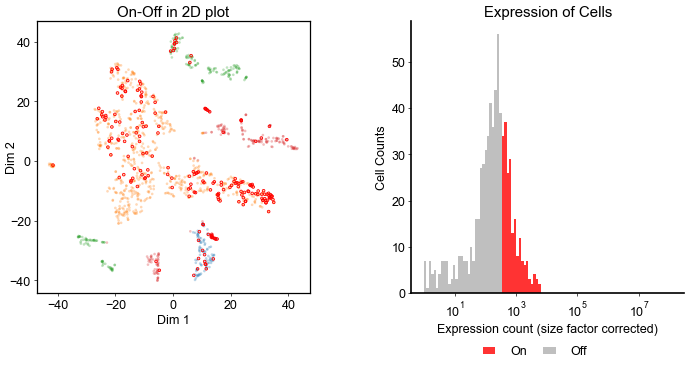 On-Off in 2D plot
40
20
0
−20
−40
Dim 2
−40 −20 0 20 40
Dim 1
Expression of Cells
50
40
30
20
10
0
Cell Counts
10^1 10^3 10^5 10^7
Expression count (size factor corrected)
On Off